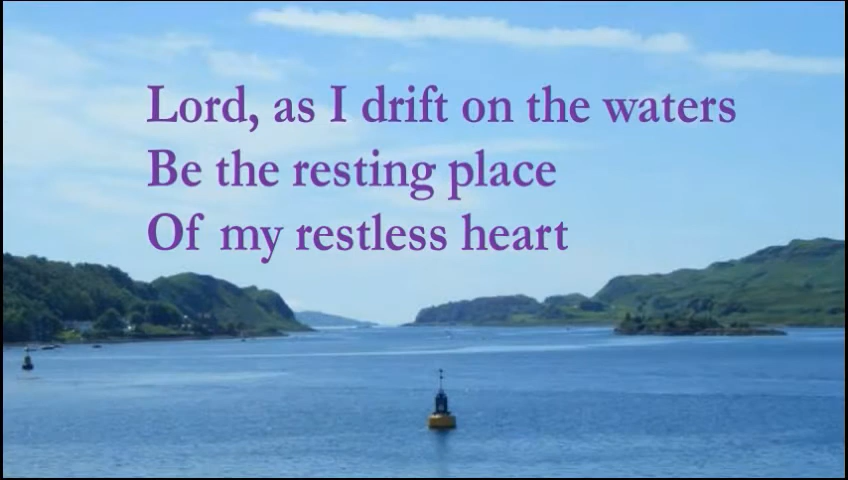 Lord, as I drift on the waters
Be the resting place
Of my restless heart